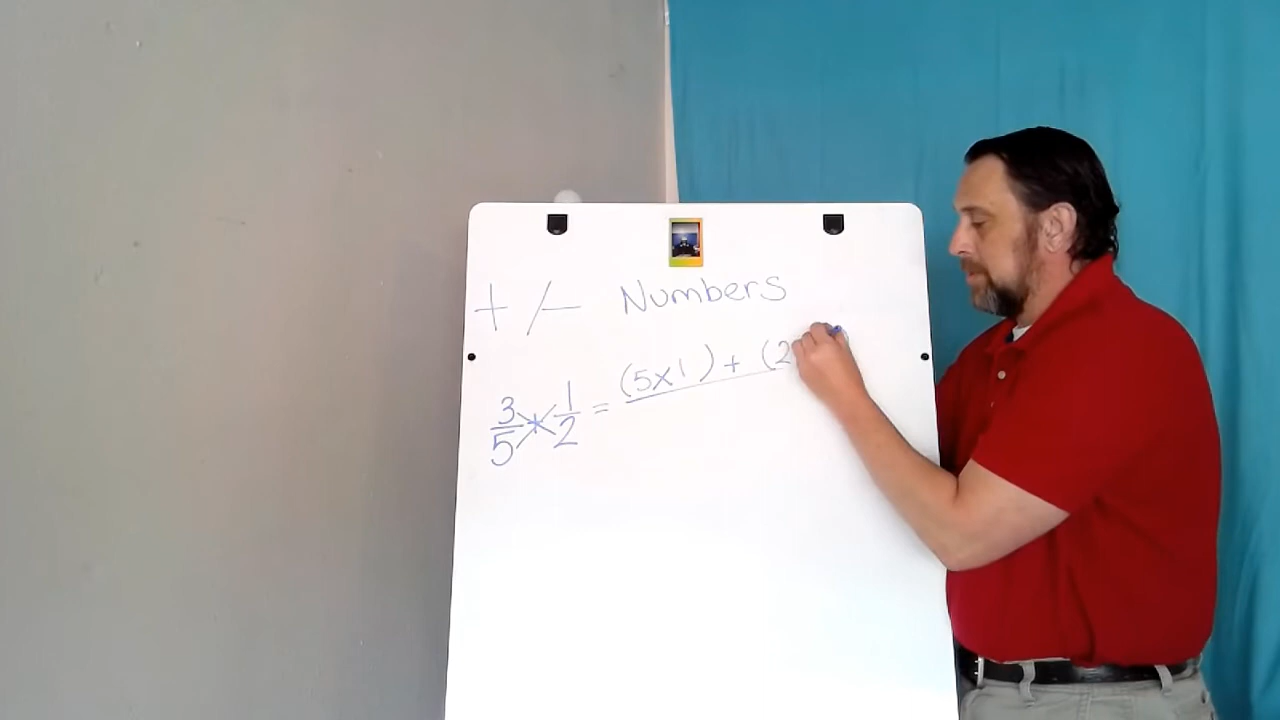 +/- Numbers
3/5 + 1/2 = (5x1) + (2